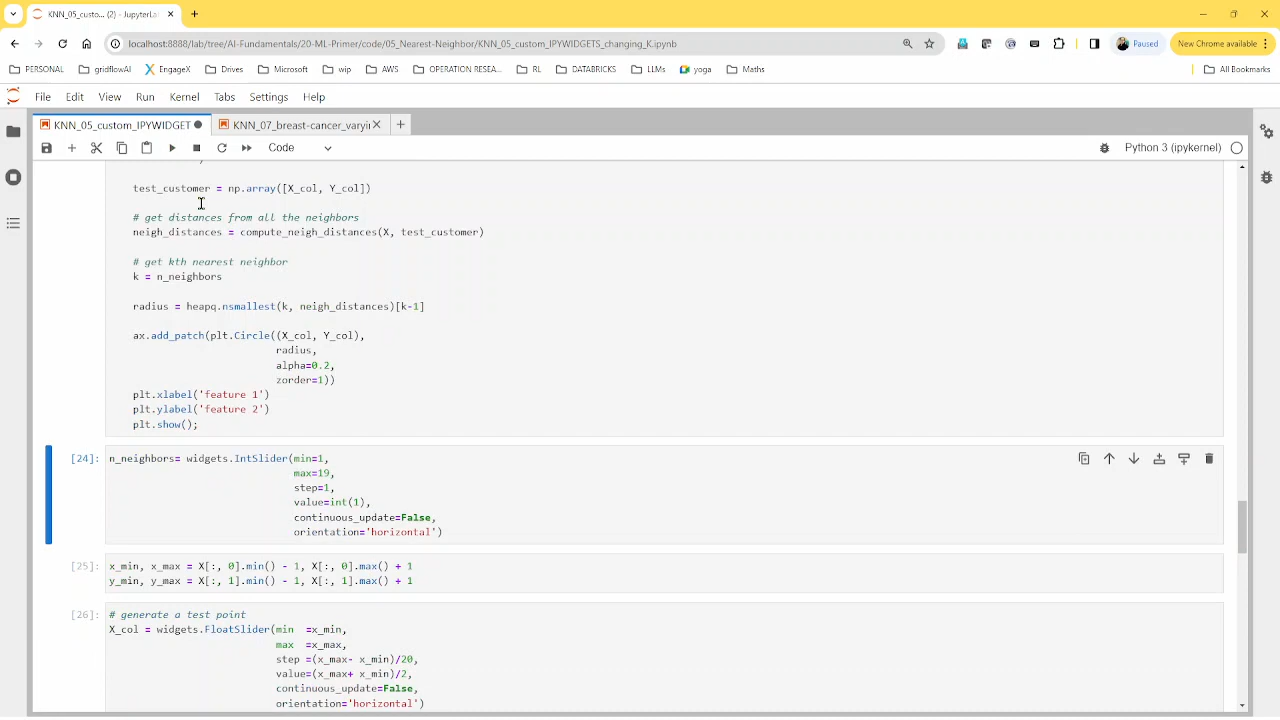 KNN_05_custo... (2) - JupyterLa
localhost:8888/lab/tree/AI-Fundamentals/20-ML-Primer/code/05_Nearest-Neighbor/KNN_05_custom_IPYWIDGETS_changing_K.ipynb
Paused
New Chrome available
PERSONAL gridflowAI EngageX Drives Microsoft wip AWS OPERATION RESEA... RL DATABRICKS LLMs yoga Maths
All Bookmarks
File Edit View Run Kernel Tabs Settings Help
KNN_05_custom_IPYWIDGET
KNN_07_breast-cancer_varyi
Code
Python 3 (ipykernel)
test_customer = np.array([X_col, Y_col])
# get distances from all the neighbors
neigh_distances = compute_neigh_distances(X, test_customer)
# get kth nearest neighbor
k = n_neighbors
radius = heapq.nsmallest(k, neigh_distances)[k-1]
ax.add_patch(plt.Circle((X_col, Y_col),
radius,
alpha=0.2,
zorder=1))
plt.xlabel('feature 1')
plt.ylabel('feature 2')
plt.show();
[24]: n_neighbors= widgets.IntSlider(min=1,
max=19,
step=1,
value=int(1),
continuous_update=False,
orientation='horizontal')
[25]: x_min, x_max = X[:, 0].min() - 1, X[:, 0].max() + 1
y_min, y_max = X[:, 1].min() - 1, X[:, 1].max() + 1
[26]: # generate a test point
X_col = widgets.FloatSlider(min =x_min,
max =x_max,
step =(x_max- x_min)/20,
value=(x_max+ x_min)/2,
continuous_update=False,
orientation='horizontal')